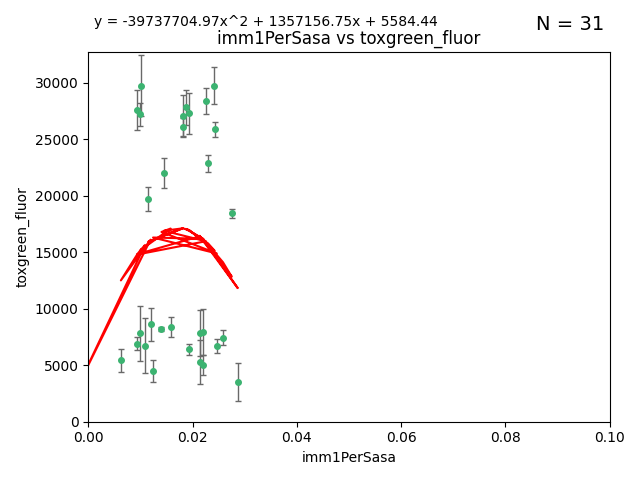 y = -39737704.97x^2 + 1357156.75x + 5584.44
N = 31
imm1PerSasa vs toxgreen_fluor
30000
25000
20000
15000
10000
5000
0
toxgreen_fluor
0.00
0.02
0.04
0.06
0.08
0.10
imm1PerSasa